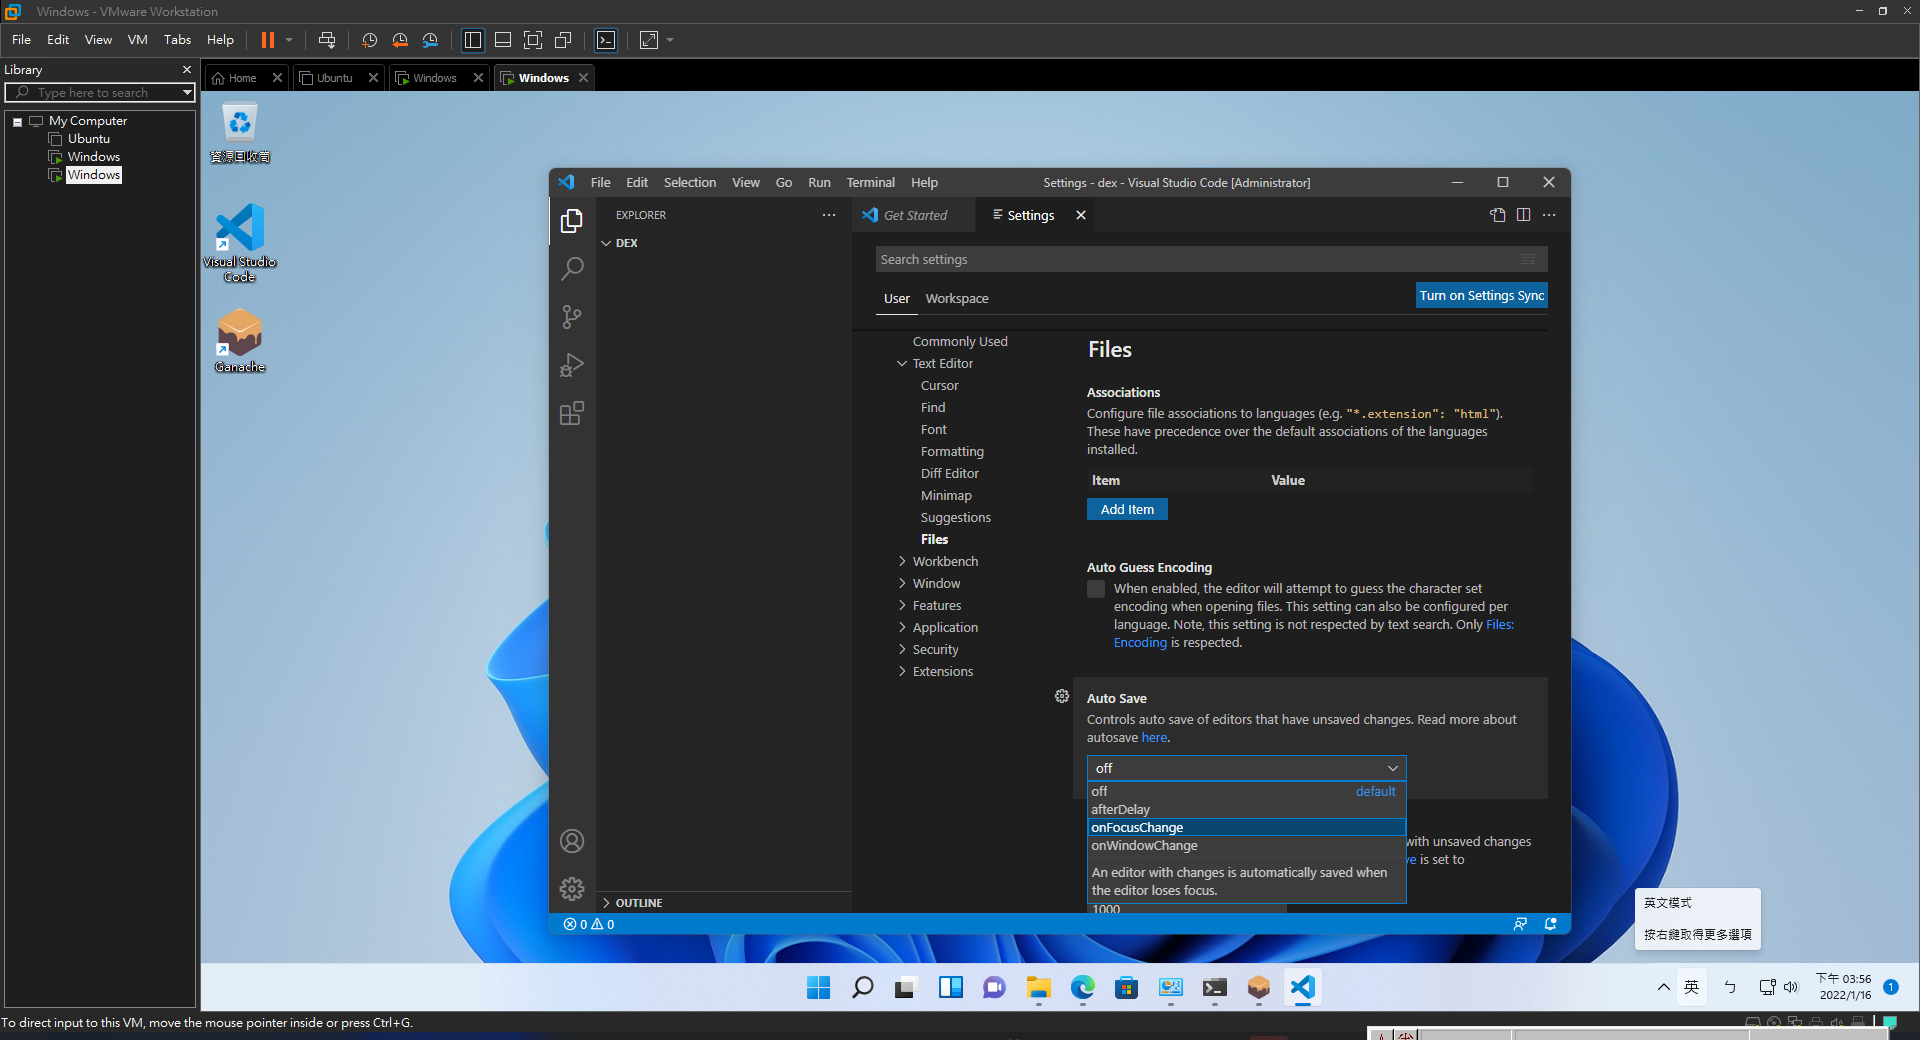 Windows - VMware Workstation
File Edit View VM Tabs Help
Library
Type here to search
My Computer
Ubuntu
Windows
Windows
Home
Ubuntu
Windows
Windows
資源回收筒
Visual Studio
Code
Ganache
File Edit Selection View Go Run Terminal Help
Settings - dex - Visual Studio Code [Administrator]
EXPLORER
DEX
OUTLINE
Get Started
Settings
Search settings
User
Workspace
Turn on Settings Sync
Commonly Used
Text Editor
Cursor
Find
Font
Formatting
Diff Editor
Minimap
Suggestions
Files
Workbench
Window
Features
Application
Security
Extensions
Files
Associations
Configure file associations to languages (e.g. "*.extension": "html").
These have precedence over the default associations of the languages
installed.
Item Value
Add Item
Auto Guess Encoding
When enabled, the editor will attempt to guess the character set
encoding when opening files. This setting can also be configured per
language. Note, this setting is not respected by text search. Only Files:
Encoding is respected.
Auto Save
Controls auto save of editors that have unsaved changes. Read more about
autosave here.
off
off default
afterDelay
onFocusChange
onWindowChange
An editor with changes is automatically saved when
the editor loses focus.
with unsaved changes
is set to
1000
0 0
英文模式
按右鍵取得更多選項
英
ㄅ
下午 03:56
2022/1/16
1
To direct input to this VM, move the mouse pointer inside or press Ctrl+G.